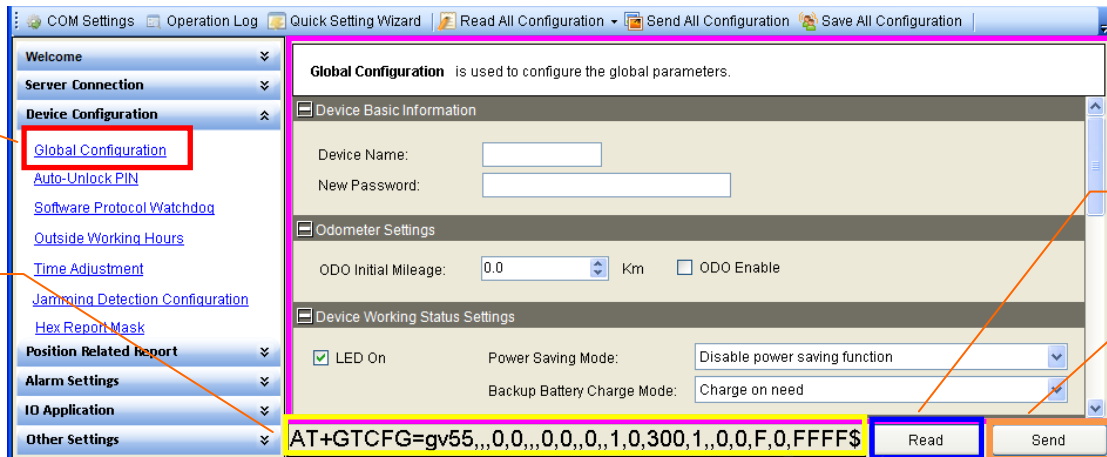 COM Settings Operation Log Quick Setting Wizard Read All Configuration Send All Configuration Save All Configuration
Welcome
Server Connection
Device Configuration
Global Configuration
Auto-Unlock PIN
Software Protocol Watchdog
Outside Working Hours
Time Adjustment
Jamming Detection Configuration
Hex Report Mask
Position Related Report
Alarm Settings
IO Application
Other Settings
Global Configuration is used to configure the global parameters.
Device Basic Information
Device Name:
New Password:
Odometer Settings
ODO Initial Mileage: 0.0 Km ODO Enable
Device Working Status Settings
LED On Power Saving Mode: Disable power saving function
Backup Battery Charge Mode: Charge on need
AT+GTCFG=gv55,,,0,0,,,0,0,,0,,1,0,300,1,,0,0,F,0,FFFF$ Read Send